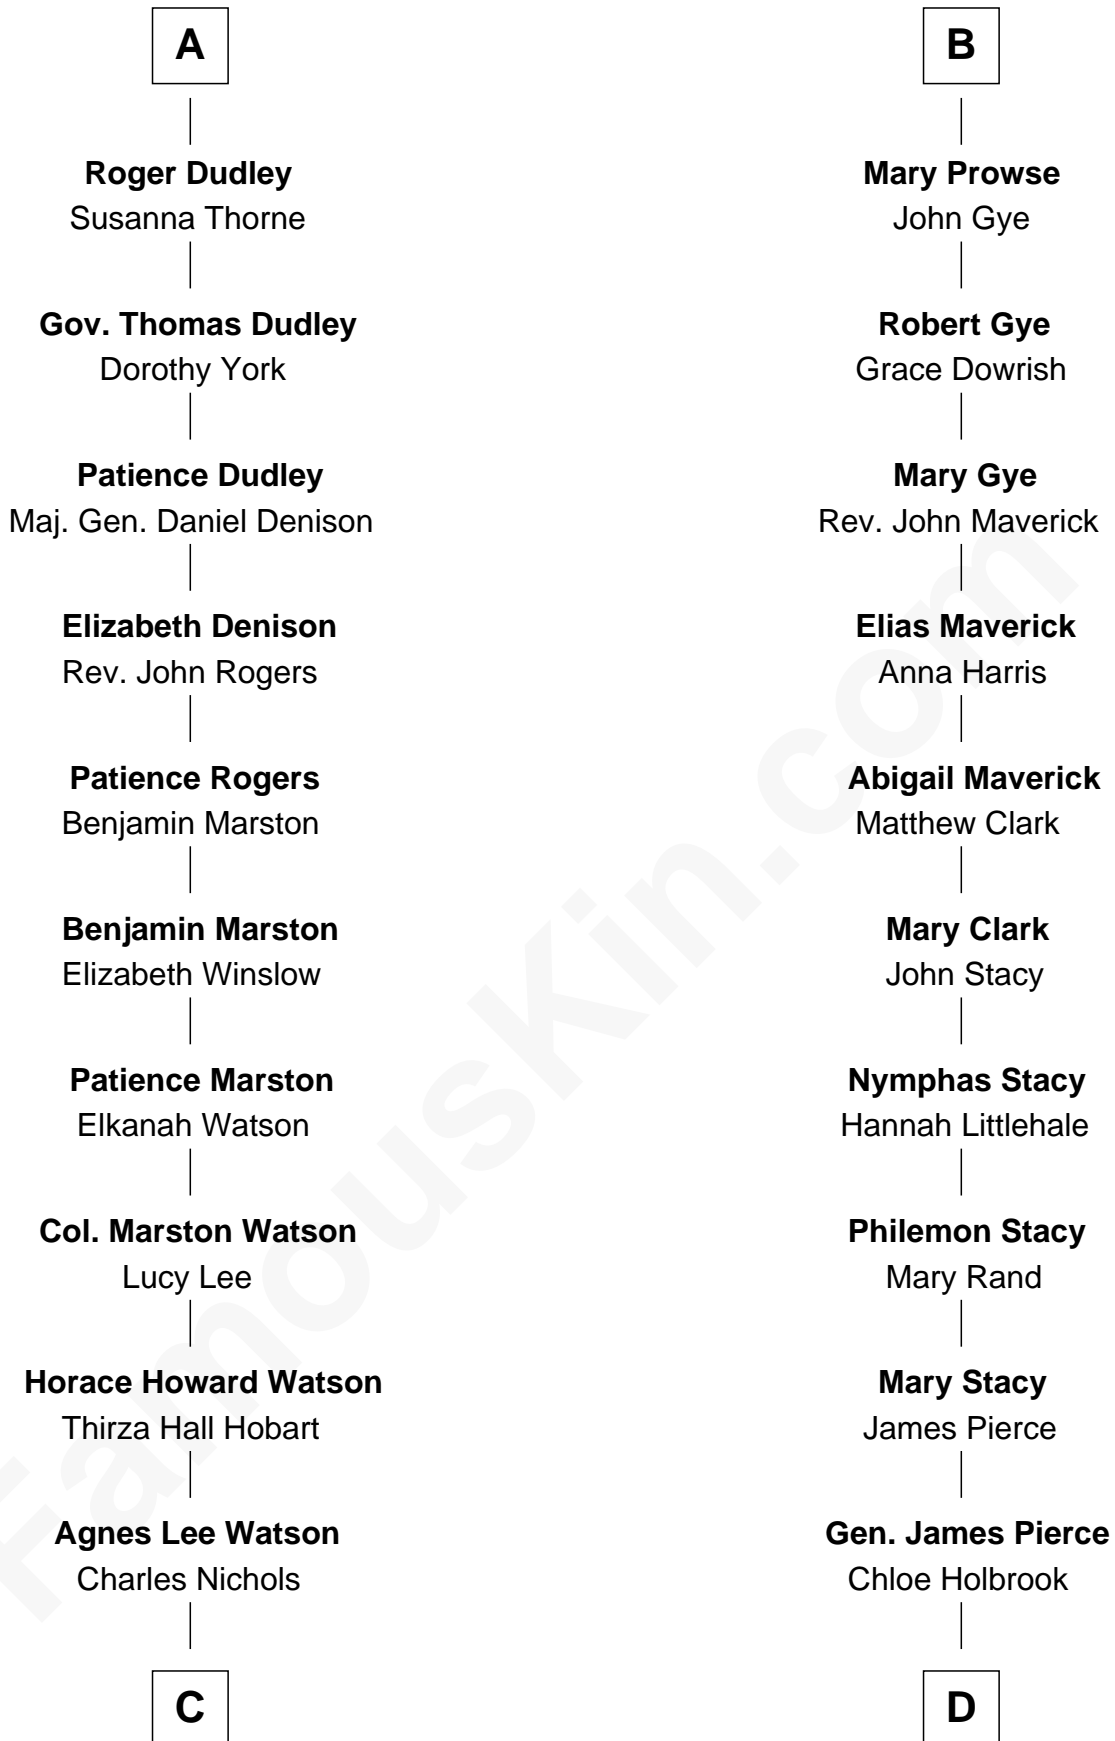 A
Roger Dudley
Susanna Thorne
Gov. Thomas Dudley
Dorothy York
Patience Dudley
Maj. Gen. Daniel Denison
Elizabeth Denison
Rev. John Rogers
Patience Rogers
Benjamin Marston
Benjamin Marston
Elizabeth Winslow
Patience Marston
Elkanah Watson
Col. Marston Watson
Lucy Lee
Horace Howard Watson
Thirza Hall Hobart
Agnes Lee Watson
Charles Nichols
C
B
Mary Prowse
John Gye
Robert Gye
Grace Dowrish
Mary Gye
Rev. John Maverick
Elias Maverick
Anna Harris
Abigail Maverick
Matthew Clark
Mary Clark
John Stacy
Nymphas Stacy
Hannah Littlehale
Philemon Stacy
Mary Rand
Mary Stacy
James Pierce
Gen. James Pierce
Chloe Holbrook
D
FamousKin.com